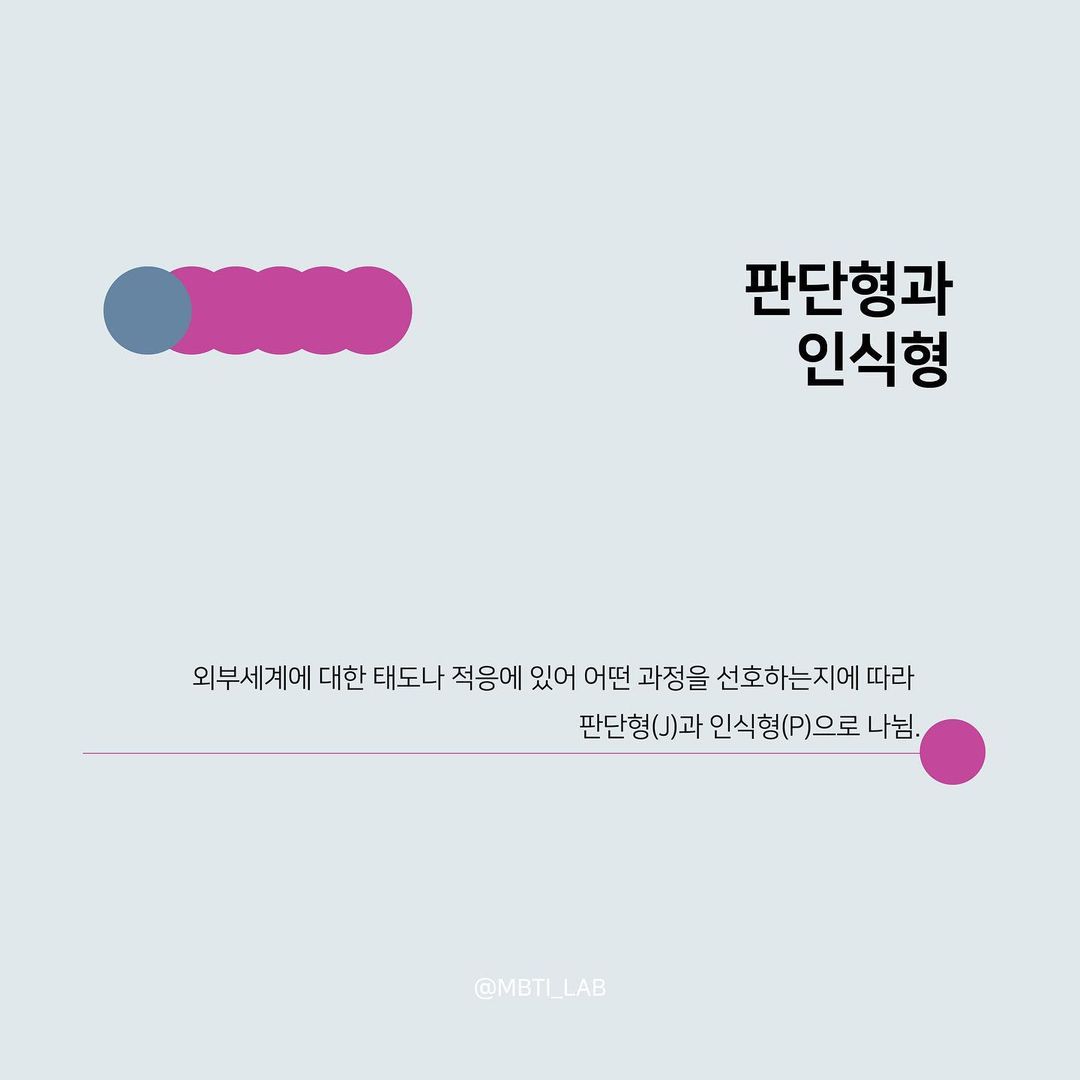 판단형과
인식형
외부세계에 대한 태도나 적응에 있어 어떤 과정을 선호하는지에 따라
판단형(J)과 인식형(P)으로 나뉨.
@MBTI_LAB